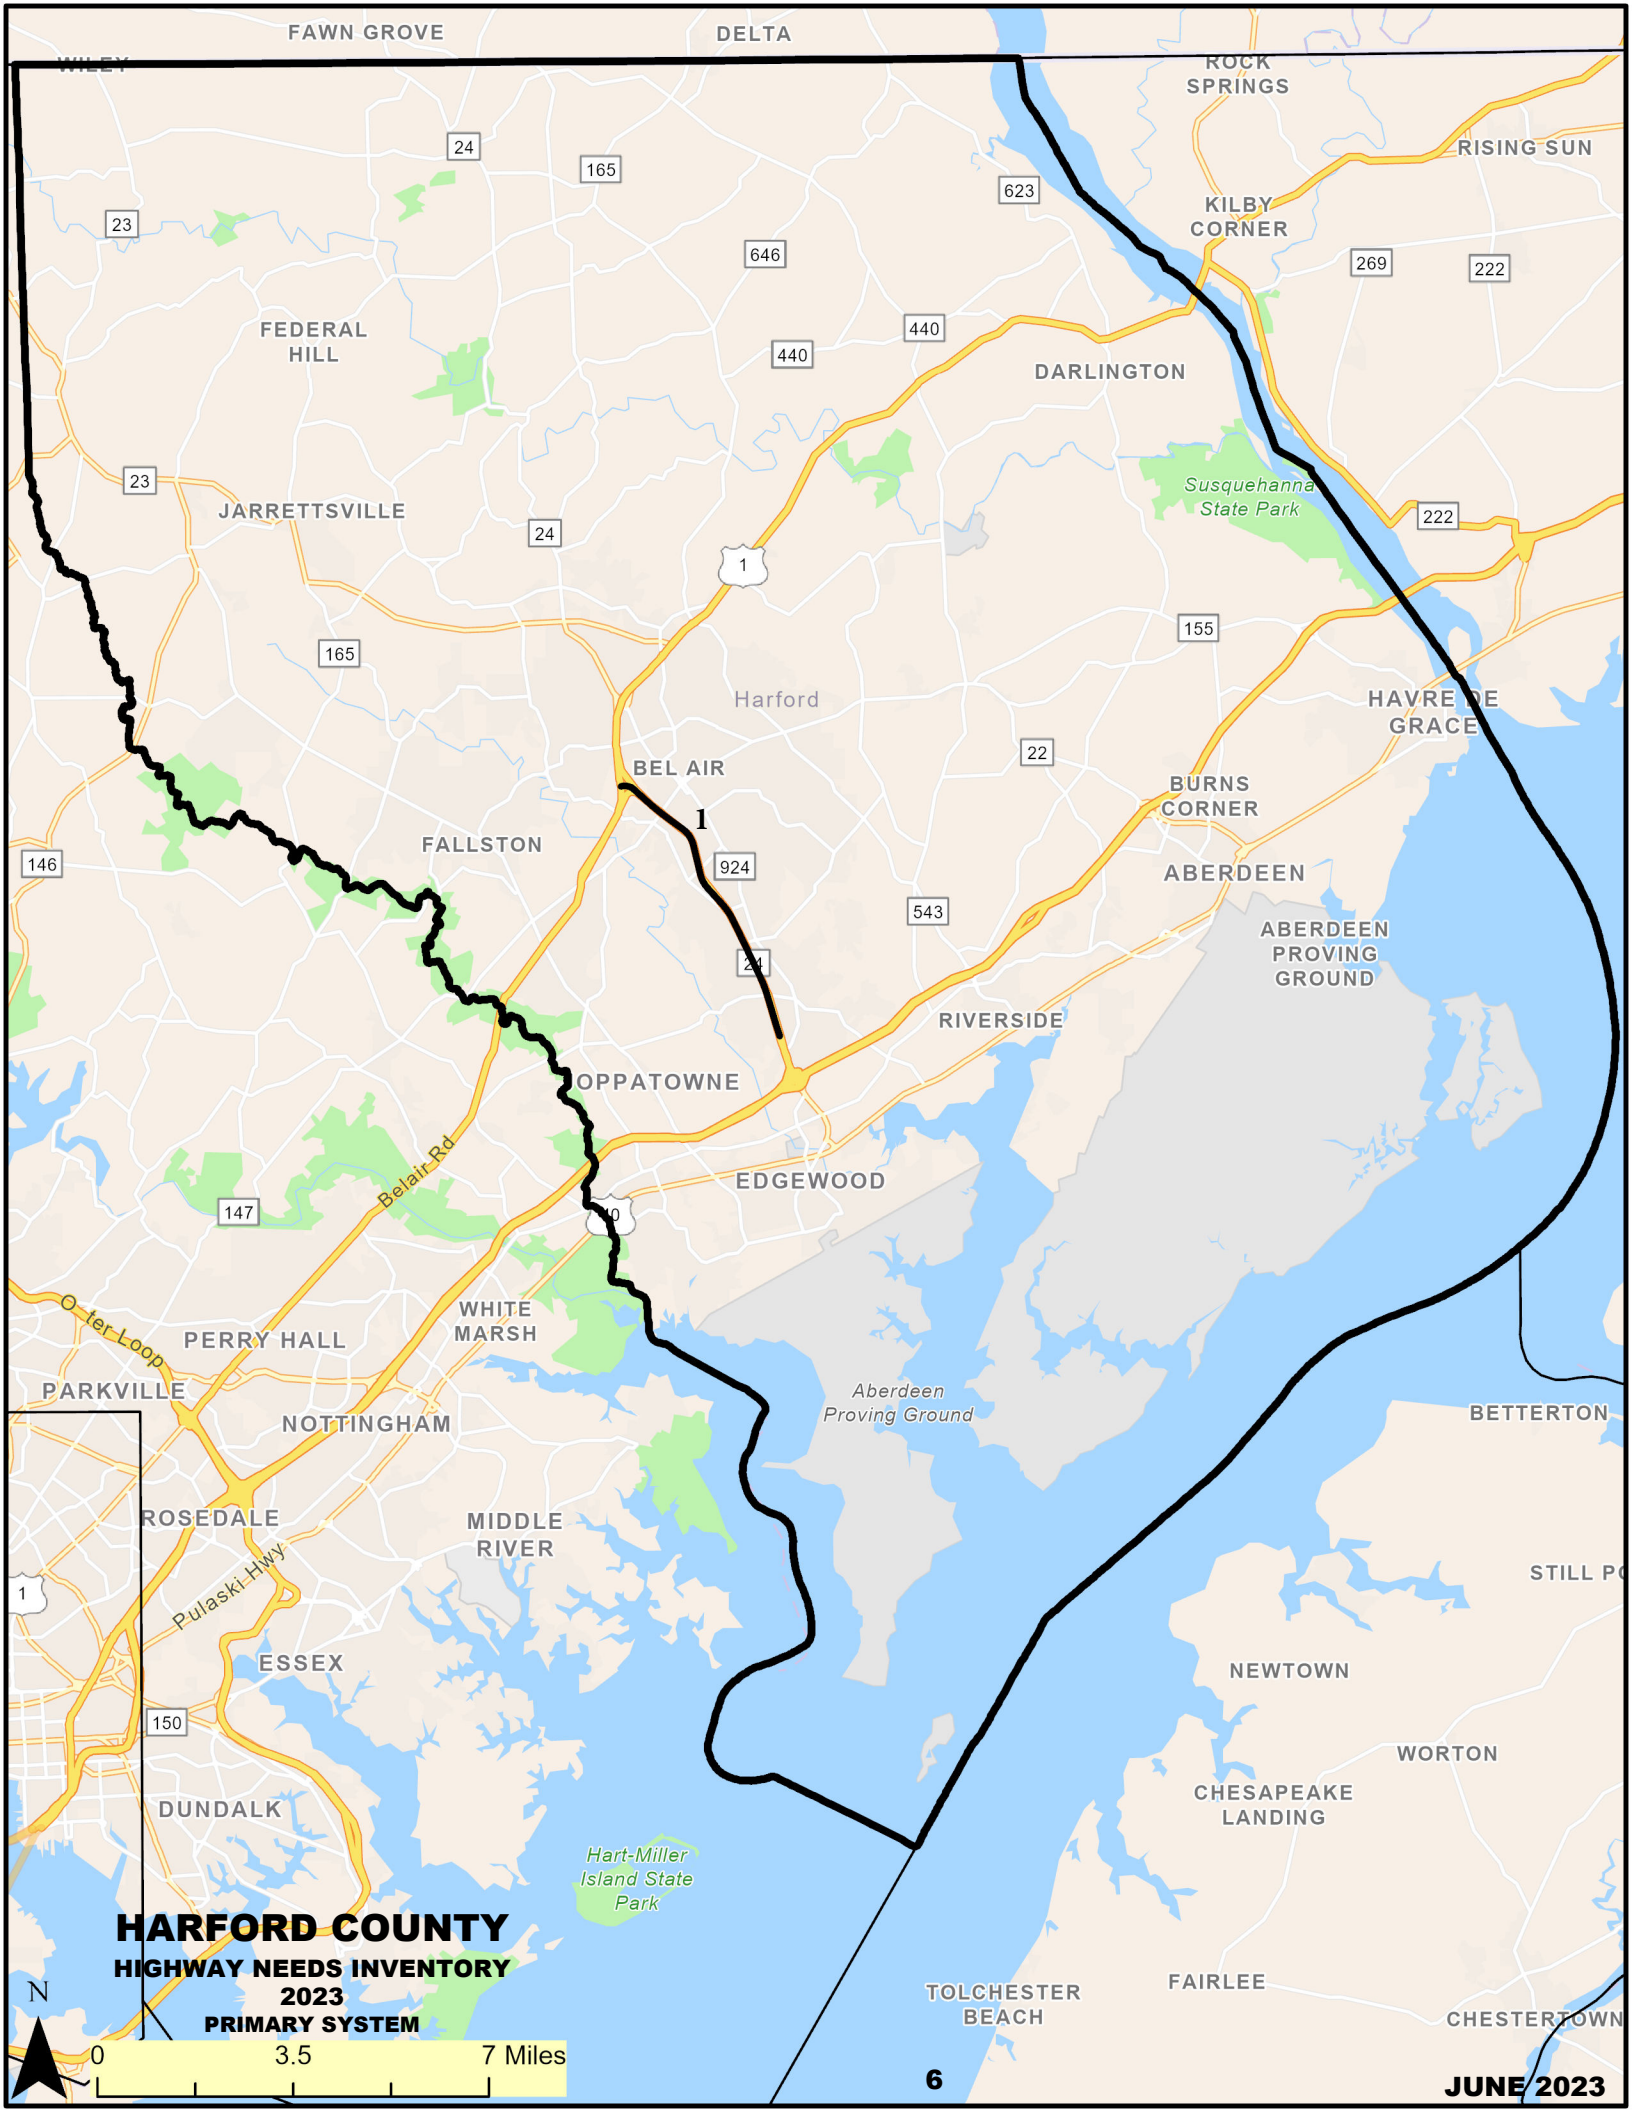 FAWN GROVE
DELTA
WILEY
ROCK
SPRINGS
24
165
RISING SUN
623
23
KILBY
CORNER
646
269
222
FEDERAL
HILL
440
440
DARLINGTON
23
JARRETTSVILLE
24
Susquehanna
State Park
222
1
165
155
Harford
HAVRE DE
GRACE
22
BEL AIR
BURNS
CORNER
1
146
FALLSTON
924
ABERDEEN
543
ABERDEEN
PROVING
GROUND
24
RIVERSIDE
OPPATOWNE
Belair Rd
EDGEWOOD
147
40
Outer Loop
WHITE
MARSH
PERRY HALL
PARKVILLE
Aberdeen
Proving Ground
NOTTINGHAM
BETTERTON
ROSEDALE
MIDDLE
RIVER
Pulaski Hwy
1
STILL PO
ESSEX
NEWTOWN
150
WORTON
DUNDALK
CHESAPEAKE
LANDING
Hart-Miller
Island State
Park
HARFORD COUNTY
HIGHWAY NEEDS INVENTORY
2023
PRIMARY SYSTEM
N
TOLCHESTER
BEACH
FAIRLEE
CHESTERTOWN
0 3.5 7 Miles
6
JUNE 2023